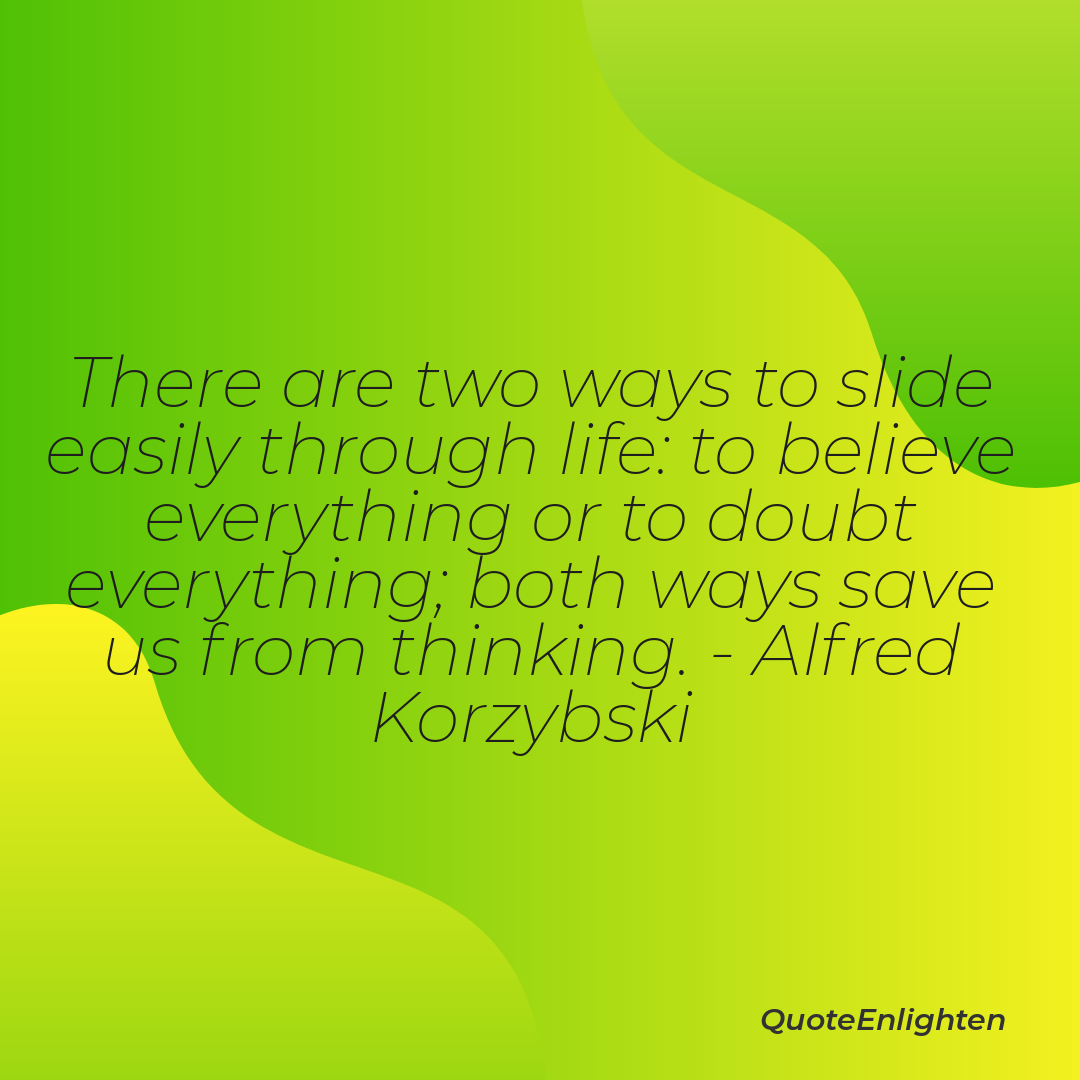 There are two ways to slide
easily through life: to believe
everything or to doubt
everything; both ways save
us from thinking. - Alfred
Korzybski
QuoteEnlighten